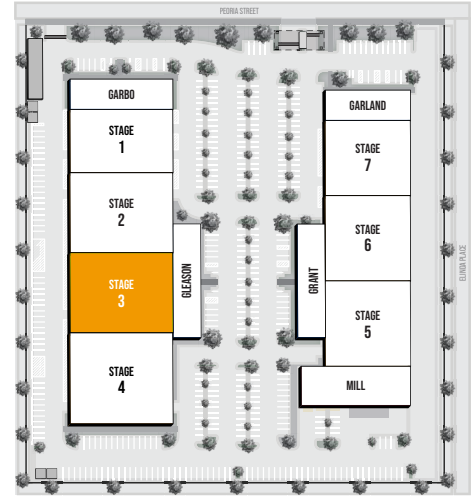 PEORIA STREET
GARBO
STAGE
1
STAGE
2
STAGE
3
STAGE
4
GLEASON
GARLAND
STAGE
7
STAGE
6
STAGE
5
GRANT
MILL
ELINDA PLACE